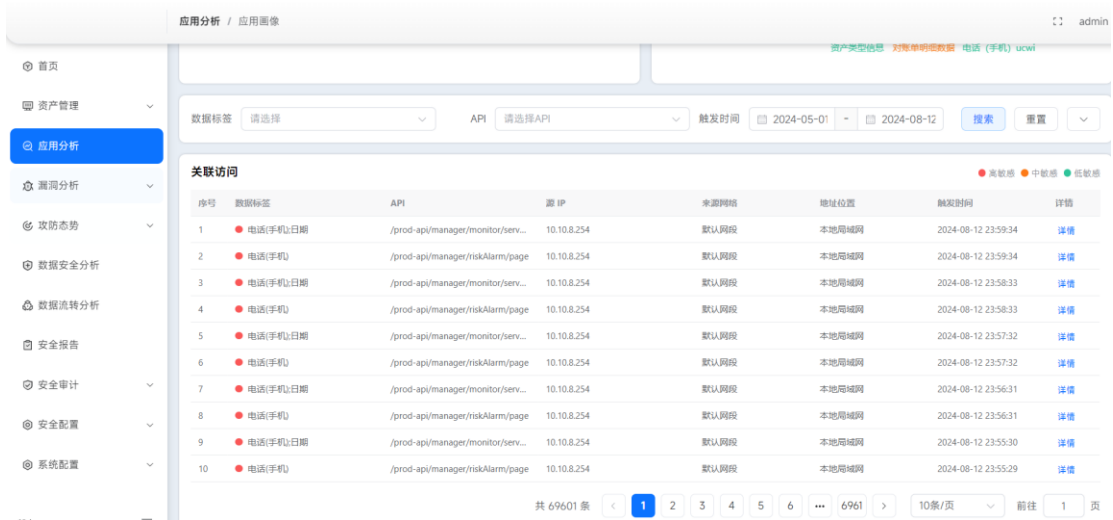 应用分析 / 应用画像 admin
资产类型信息 对账单明细数据 电话 (手机) ucwi
首页
资产管理
应用分析
漏洞分析
攻防态势
数据安全分析
数据流转分析
安全报告
安全审计
安全配置
系统配置
数据标签 请选择 API 请选择API 触发时间 2024-05-01 - 2024-08-12 搜索 重置
关联访问 高敏感 中敏感 低敏感
序号 数据标签 API 源 IP 来源网络 地址位置 触发时间 详情
1 电话(手机);日期 /prod-api/manager/monitor/serv... 10.10.8.254 默认网段 本地局域网 2024-08-12 23:59:34 详情
2 电话(手机) /prod-api/manager/riskAlarm/page 10.10.8.254 默认网段 本地局域网 2024-08-12 23:59:34 详情
3 电话(手机);日期 /prod-api/manager/monitor/serv... 10.10.8.254 默认网段 本地局域网 2024-08-12 23:58:33 详情
4 电话(手机) /prod-api/manager/riskAlarm/page 10.10.8.254 默认网段 本地局域网 2024-08-12 23:58:33 详情
5 电话(手机);日期 /prod-api/manager/monitor/serv... 10.10.8.254 默认网段 本地局域网 2024-08-12 23:57:32 详情
6 电话(手机) /prod-api/manager/riskAlarm/page 10.10.8.254 默认网段 本地局域网 2024-08-12 23:57:32 详情
7 电话(手机);日期 /prod-api/manager/monitor/serv... 10.10.8.254 默认网段 本地局域网 2024-08-12 23:56:31 详情
8 电话(手机) /prod-api/manager/riskAlarm/page 10.10.8.254 默认网段 本地局域网 2024-08-12 23:56:31 详情
9 电话(手机);日期 /prod-api/manager/monitor/serv... 10.10.8.254 默认网段 本地局域网 2024-08-12 23:55:30 详情
10 电话(手机) /prod-api/manager/riskAlarm/page 10.10.8.254 默认网段 本地局域网 2024-08-12 23:55:29 详情
共 69601 条 < 1 2 3 4 5 6 ••• 6961 > 10条/页 前往 1 页